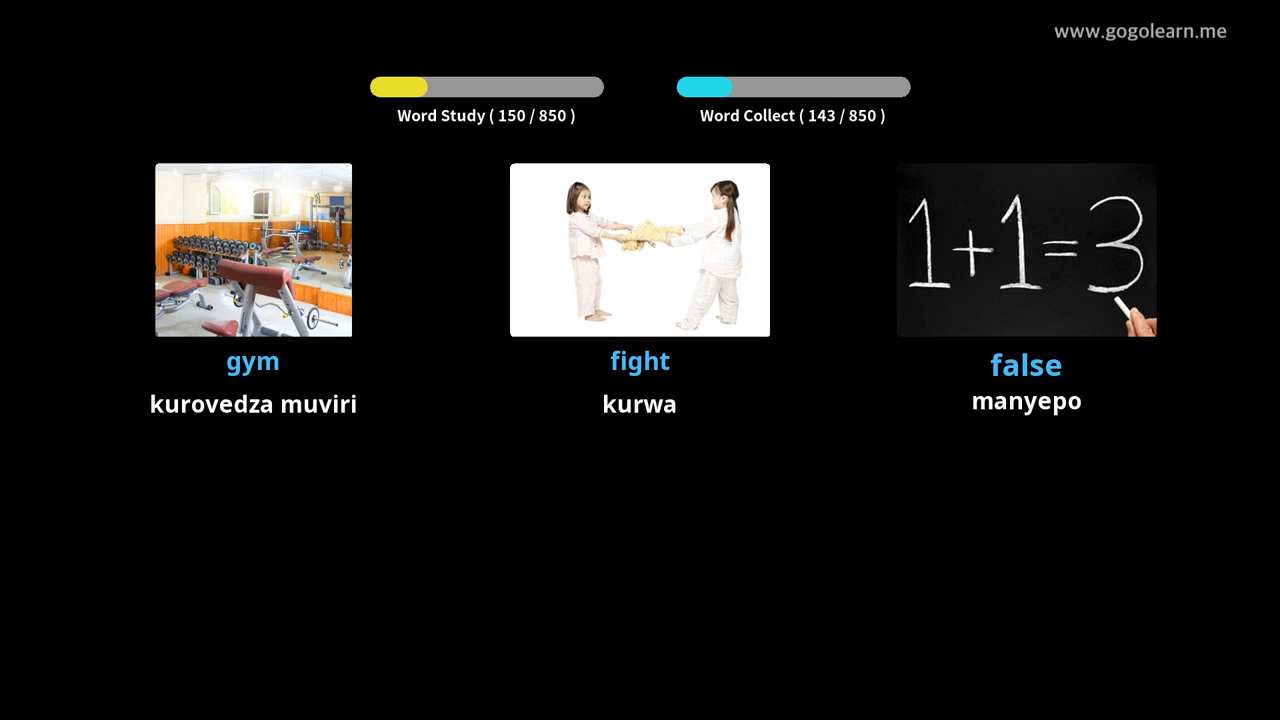 www.gogolearn.me
Word Study ( 150 / 850 )
Word Collect ( 143 / 850 )
1+1=3
gym
fight
false
kurovedza muviri
kurwa
manyepo